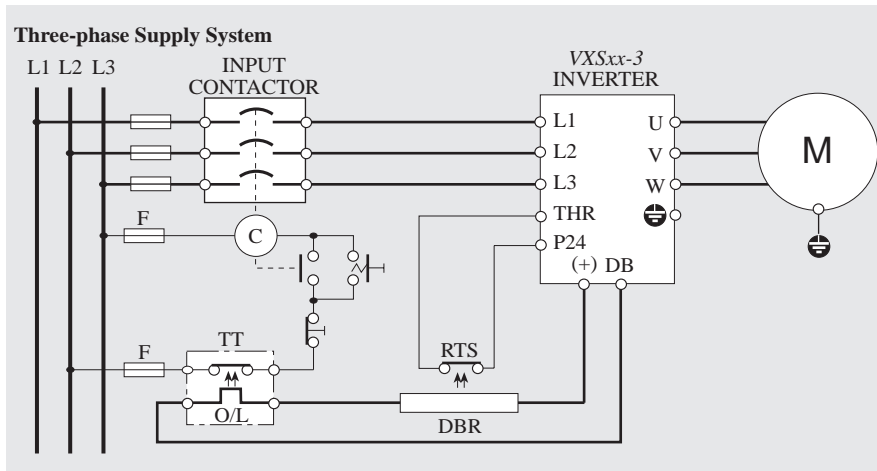 Three-phase Supply System
L1 L2 L3
INPUT
CONTACTOR
VXSxx-3
INVERTER
L1
L2
L3
THR
P24
(+) DB
U
V
W
M
F
C
F
TT
O/L
RTS
DBR